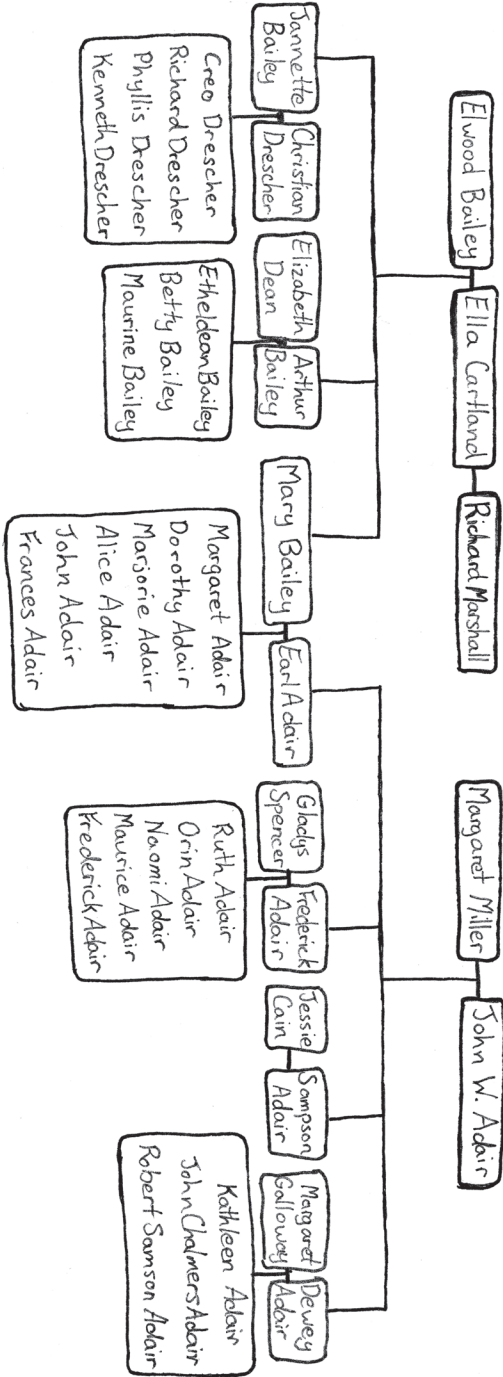 Elwood Bailey
Ella Cartland
Richard Marshall
Margaret Miller
John W. Adair
Jannette
Bailey
Christian
Drescher
Elizabeth
Dean
Arthur
Bailey
Mary Bailey
Earl Adair
Gladys
Spencer
Frederick
Adair
Jessie
Cain
Sampson
Adair
Margaret
Galloway
Dewey
Adair
Creo Drescher
Richard Drescher
Phyllis Drescher
Kenneth Drescher
Etheldean Bailey
Betty Bailey
Maurine Bailey
Margaret Adair
Dorothy Adair
Marjorie Adair
Alice Adair
John Adair
Frances Adair
Ruth Adair
Orin Adair
Naomi Adair
Maurice Adair
Frederick Adair
Kathleen Adair
John Chalmers Adair
Robert Samson Adair